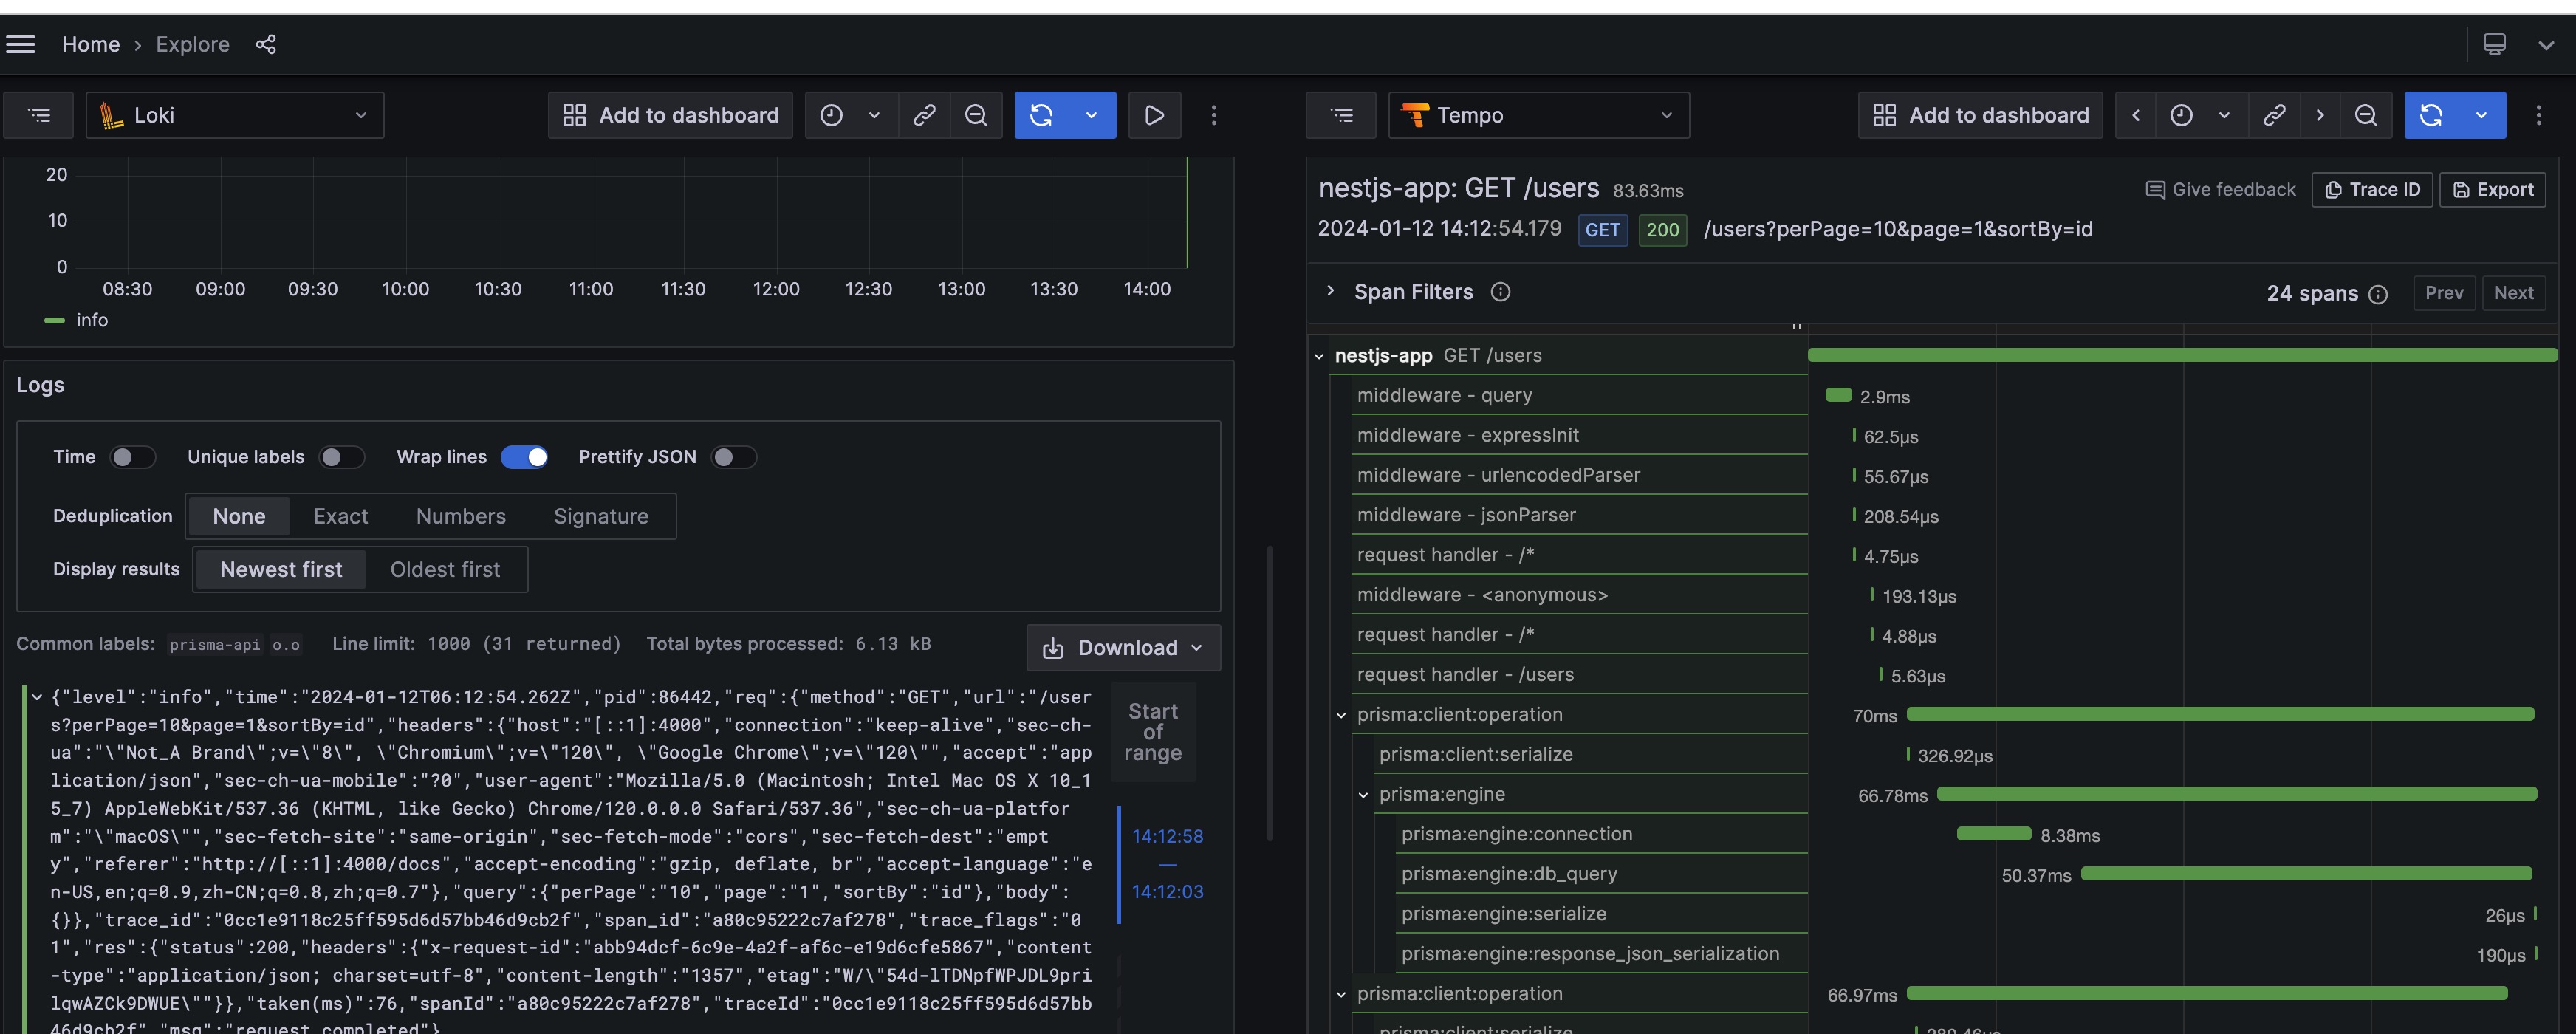 Home › Explore
Loki
Add to dashboard
20
10
0
08:30 09:00 09:30 10:00 10:30 11:00 11:30 12:00 12:30 13:00 13:30 14:00
info
Logs
Time Unique labels Wrap lines Prettify JSON
Deduplication None Exact Numbers Signature
Display results Newest first Oldest first
Common labels: prisma-api o.o Line limit: 1000 (31 returned) Total bytes processed: 6.13 kB
Download
{"level":"info","time":"2024-01-12T06:12:54.262Z","pid":86442,"req":{"method":"GET","url":"/user
s?perPage=10&page=1&sortBy=id","headers":{"host":"[::1]:4000","connection":"keep-alive","sec-ch-
ua":"\"Not_A Brand\";v=\"8\", \"Chromium\";v=\"120\", \"Google Chrome\";v=\"120\"","accept":"app
lication/json","sec-ch-ua-mobile":"?0","user-agent":"Mozilla/5.0 (Macintosh; Intel Mac OS X 10_1
5_7) AppleWebKit/537.36 (KHTML, like Gecko) Chrome/120.0.0.0 Safari/537.36","sec-ch-ua-platfor
m":"\"macOS\"","sec-fetch-site":"same-origin","sec-fetch-mode":"cors","sec-fetch-dest":"empt
y","referer":"http://[::1]:4000/docs","accept-encoding":"gzip, deflate, br","accept-language":"e
n-US,en;q=0.9,zh-CN;q=0.8,zh;q=0.7"},"query":{"perPage":"10","page":"1","sortBy":"id"},"body":
{}},"trace_id":"0cc1e9118c25ff595d6d57bb46d9cb2f","span_id":"a80c95222c7af278","trace_flags":"0
1","res":{"status":200,"headers":{"x-request-id":"abb94dcf-6c9e-4a2f-af6c-e19d6cfe5867","content
-type":"application/json; charset=utf-8","content-length":"1357","etag":"W/\"54d-lTDNpfWPJDL9pri
lqwAZCk9DWUE\""}},"taken(ms)":76,"spanId":"a80c95222c7af278","traceId":"0cc1e9118c25ff595d6d57bb
46d9cb2f","msg":"request completed"}
Start
of
range
14:12:58
—
14:12:03
Tempo
Add to dashboard
nestjs-app: GET /users 83.63ms
Give feedback Trace ID Export
2024-01-12 14:12:54.179 GET 200 /users?perPage=10&page=1&sortBy=id
Span Filters 24 spans Prev Next
nestjs-app GET /users
middleware - query 2.9ms
middleware - expressInit 62.5μs
middleware - urlencodedParser 55.67μs
middleware - jsonParser 208.54μs
request handler - /* 4.75μs
middleware - <anonymous> 193.13μs
request handler - /* 4.88μs
request handler - /users 5.63μs
prisma:client:operation 70ms
prisma:client:serialize 326.92μs
prisma:engine 66.78ms
prisma:engine:connection 8.38ms
prisma:engine:db_query 50.37ms
prisma:engine:serialize 26μs
prisma:engine:response_json_serialization 190μs
prisma:client:operation 66.97ms
prisma:client:serialize